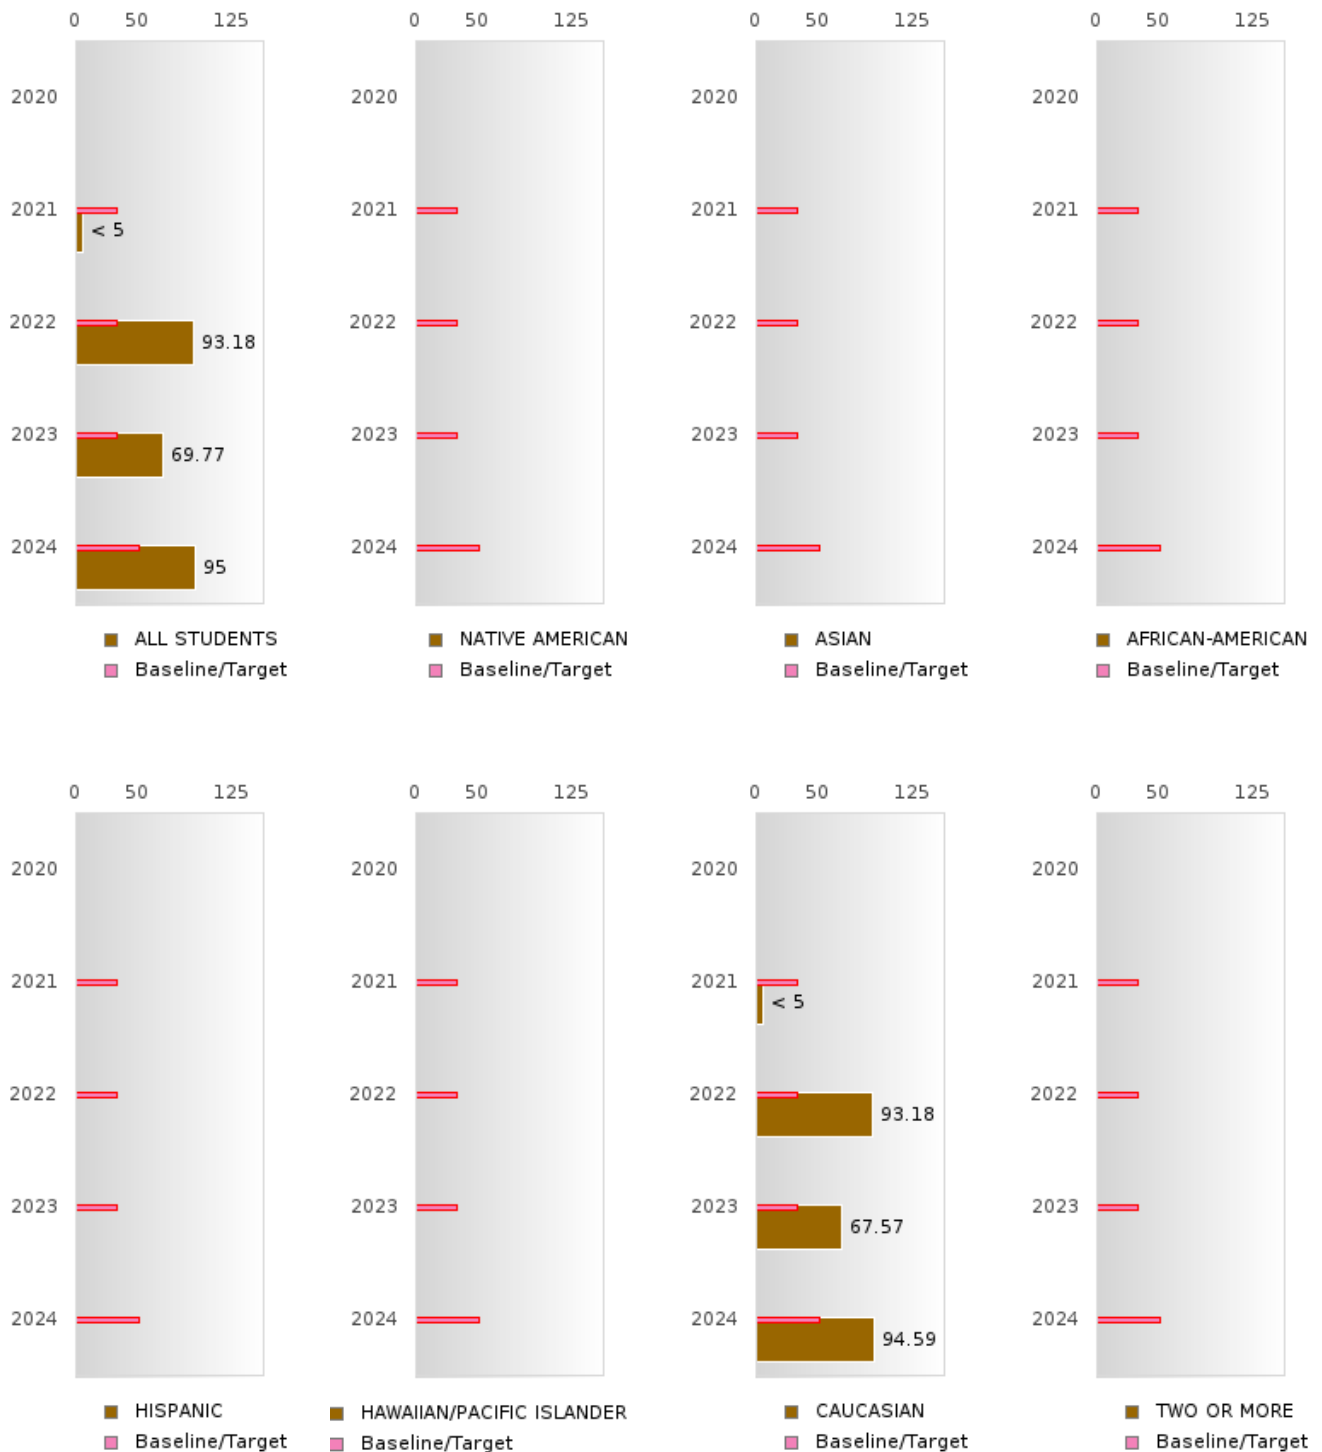 0 50 125 0 50 125 0 50 125 0 50 125
2020 2020 2020 2020
2021 2021 2021 2021
< 5
2022 2022 2022 2022
93.18
2023 2023 2023 2023
69.77
2024 2024 2024 2024
95
ALL STUDENTS NATIVE AMERICAN ASIAN AFRICAN-AMERICAN
Baseline/Target Baseline/Target Baseline/Target Baseline/Target
0 50 125 0 50 125 0 50 125 0 50 125
2020 2020 2020 2020
2021 2021 2021 2021
< 5
2022 2022 2022 2022
93.18
2023 2023 2023 2023
67.57
2024 2024 2024 2024
94.59
HISPANIC HAWAIIAN/PACIFIC ISLANDER CAUCASIAN TWO OR MORE
Baseline/Target Baseline/Target Baseline/Target Baseline/Target